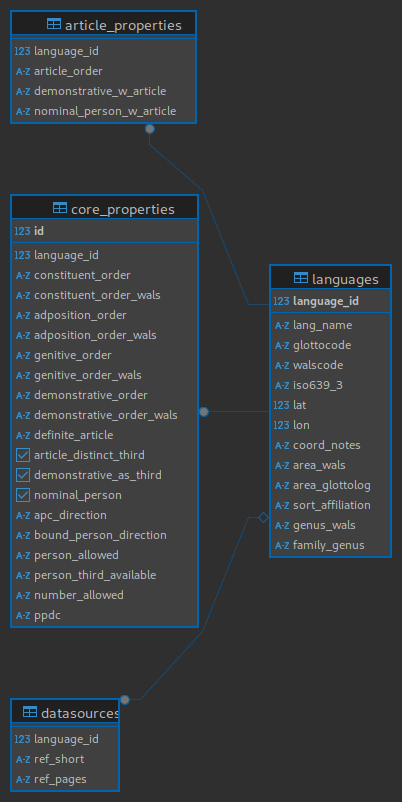 article_properties
123 language_id
A-Z article_order
A-Z demonstrative_w_article
A-Z nominal_person_w_article
core_properties
123 id
123 language_id
A-Z constituent_order
A-Z constituent_order_wals
A-Z adposition_order
A-Z adposition_order_wals
A-Z genitive_order
A-Z genitive_order_wals
A-Z demonstrative_order
A-Z demonstrative_order_wals
A-Z definite_article
article_distinct_third
demonstrative_as_third
nominal_person
A-Z apc_direction
A-Z bound_person_direction
A-Z person_allowed
A-Z person_third_available
A-Z number_allowed
A-Z ppdc
languages
123 language_id
A-Z lang_name
A-Z glottocode
A-Z walscode
A-Z iso639_3
123 lat
123 lon
A-Z coord_notes
A-Z area_wals
A-Z area_glottolog
A-Z sort_affiliation
A-Z genus_wals
A-Z family_genus
datasources
123 language_id
A-Z ref_short
A-Z ref_pages